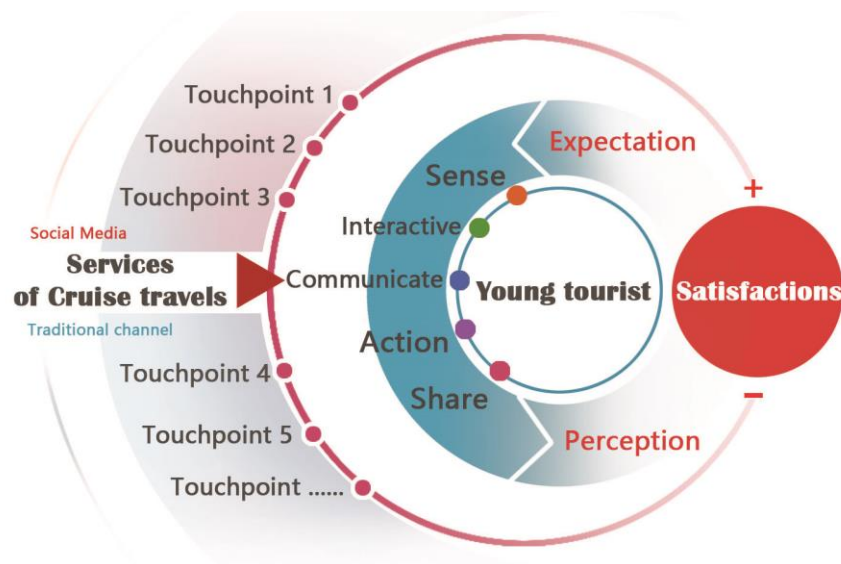 Touchpoint 1
Touchpoint 2
Touchpoint 3
Social Media
Services
of Cruise travels
Traditional channel
Touchpoint 4
Touchpoint 5
Touchpoint ......
Expectation
Sense
Interactive
Communicate
Action
Share
Perception
Young tourist
+
Satisfactions
−